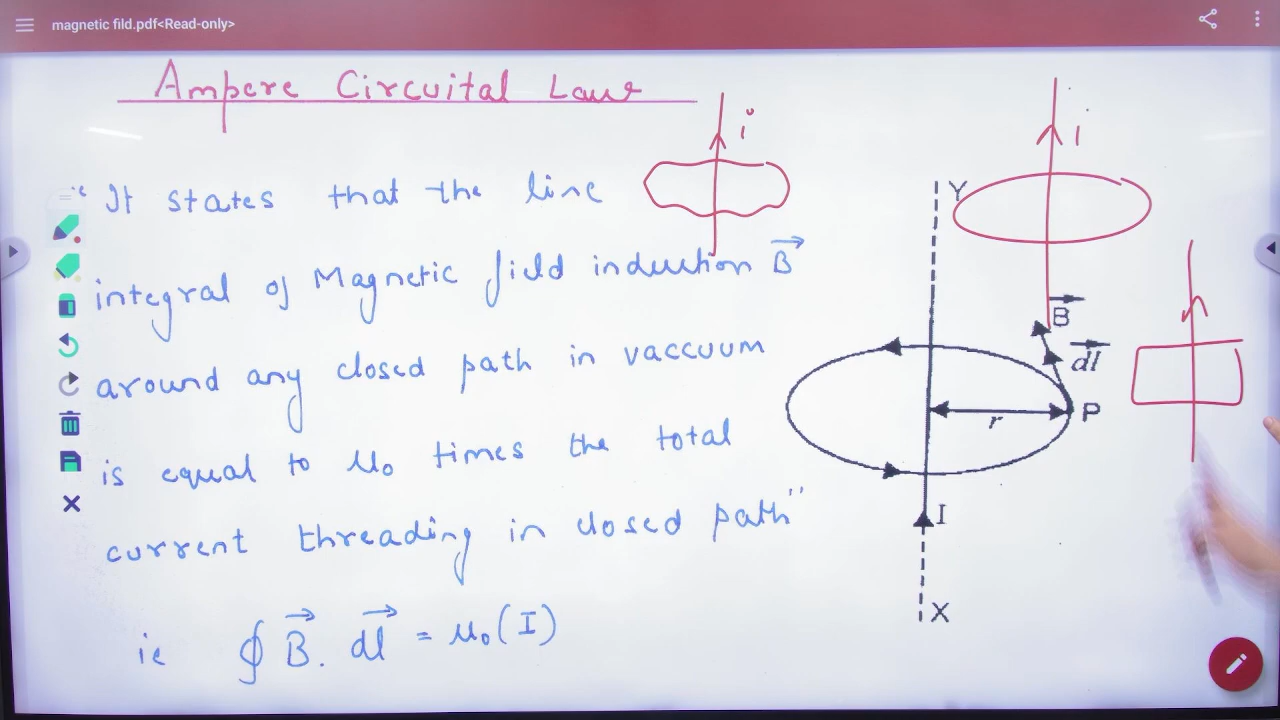 magnetic fild.pdf<Read-only>
Ampere Circuital Law
"It states that the line
integral of Magnetic field induction B
around any closed path in vaccuum
is equal to μ0 times the total
current threading in closed path"
ie ∮ B. dl = μ0(I)
i
i
Y
B
dl
P
r
I
X